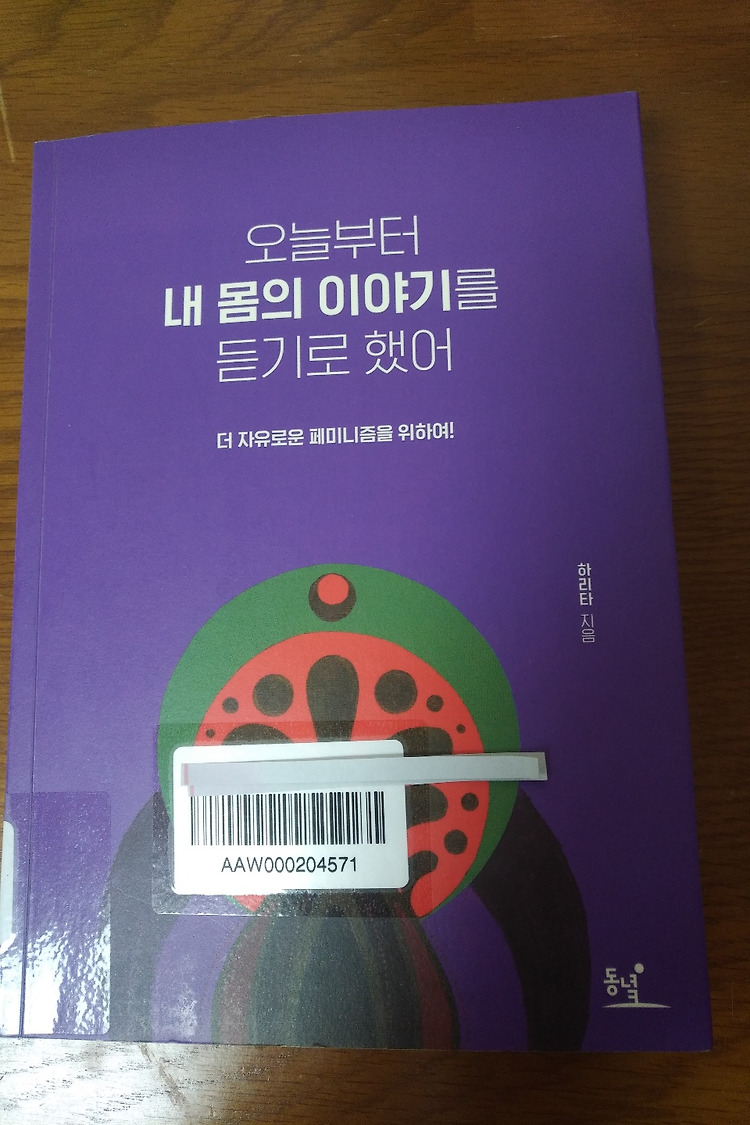 오늘부터
내 몸의 이야기를
듣기로 했어
더 자유로운 페미니즘을 위하여!
하리타 지음
AAW000204571
동녘